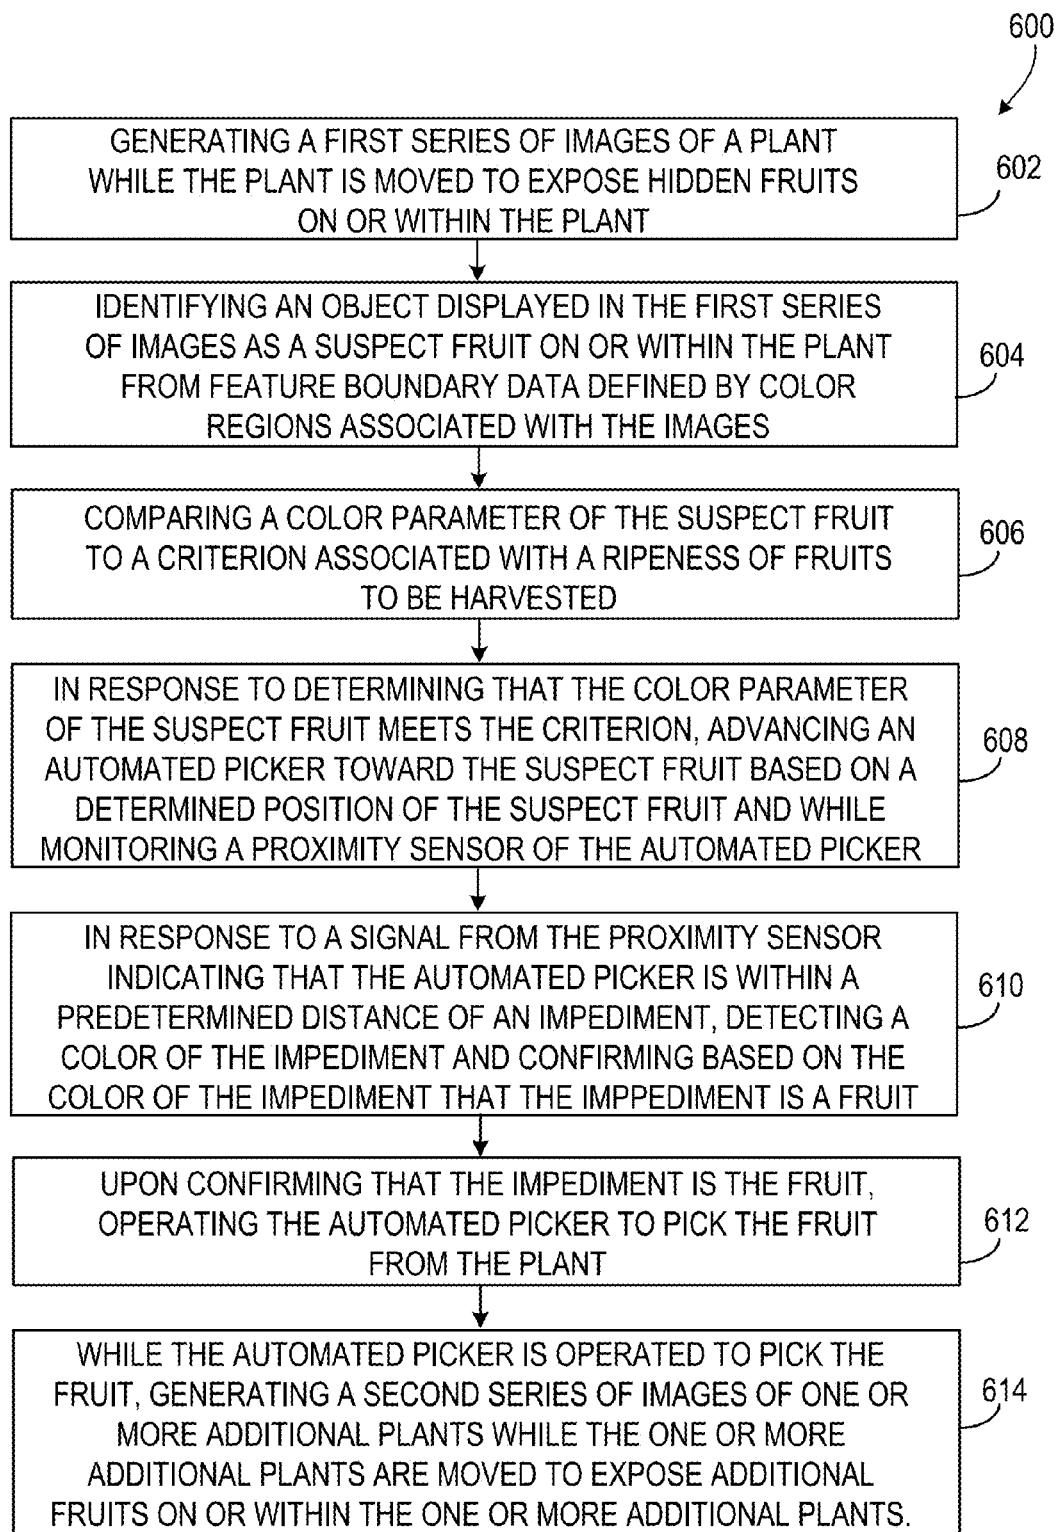 600
GENERATING A FIRST SERIES OF IMAGES OF A PLANT
WHILE THE PLANT IS MOVED TO EXPOSE HIDDEN FRUITS
ON OR WITHIN THE PLANT
602
IDENTIFYING AN OBJECT DISPLAYED IN THE FIRST SERIES
OF IMAGES AS A SUSPECT FRUIT ON OR WITHIN THE PLANT
FROM FEATURE BOUNDARY DATA DEFINED BY COLOR
REGIONS ASSOCIATED WITH THE IMAGES
604
COMPARING A COLOR PARAMETER OF THE SUSPECT FRUIT
TO A CRITERION ASSOCIATED WITH A RIPENESS OF FRUITS
TO BE HARVESTED
606
IN RESPONSE TO DETERMINING THAT THE COLOR PARAMETER
OF THE SUSPECT FRUIT MEETS THE CRITERION, ADVANCING AN
AUTOMATED PICKER TOWARD THE SUSPECT FRUIT BASED ON A
DETERMINED POSITION OF THE SUSPECT FRUIT AND WHILE
MONITORING A PROXIMITY SENSOR OF THE AUTOMATED PICKER
608
IN RESPONSE TO A SIGNAL FROM THE PROXIMITY SENSOR
INDICATING THAT THE AUTOMATED PICKER IS WITHIN A
PREDETERMINED DISTANCE OF AN IMPEDIMENT, DETECTING A
COLOR OF THE IMPEDIMENT AND CONFIRMING BASED ON THE
COLOR OF THE IMPEDIMENT THAT THE IMPPEDIMENT IS A FRUIT
610
UPON CONFIRMING THAT THE IMPEDIMENT IS THE FRUIT,
OPERATING THE AUTOMATED PICKER TO PICK THE FRUIT
FROM THE PLANT
612
WHILE THE AUTOMATED PICKER IS OPERATED TO PICK THE
FRUIT, GENERATING A SECOND SERIES OF IMAGES OF ONE OR
MORE ADDITIONAL PLANTS WHILE THE ONE OR MORE
ADDITIONAL PLANTS ARE MOVED TO EXPOSE ADDITIONAL
FRUITS ON OR WITHIN THE ONE OR MORE ADDITIONAL PLANTS.
614